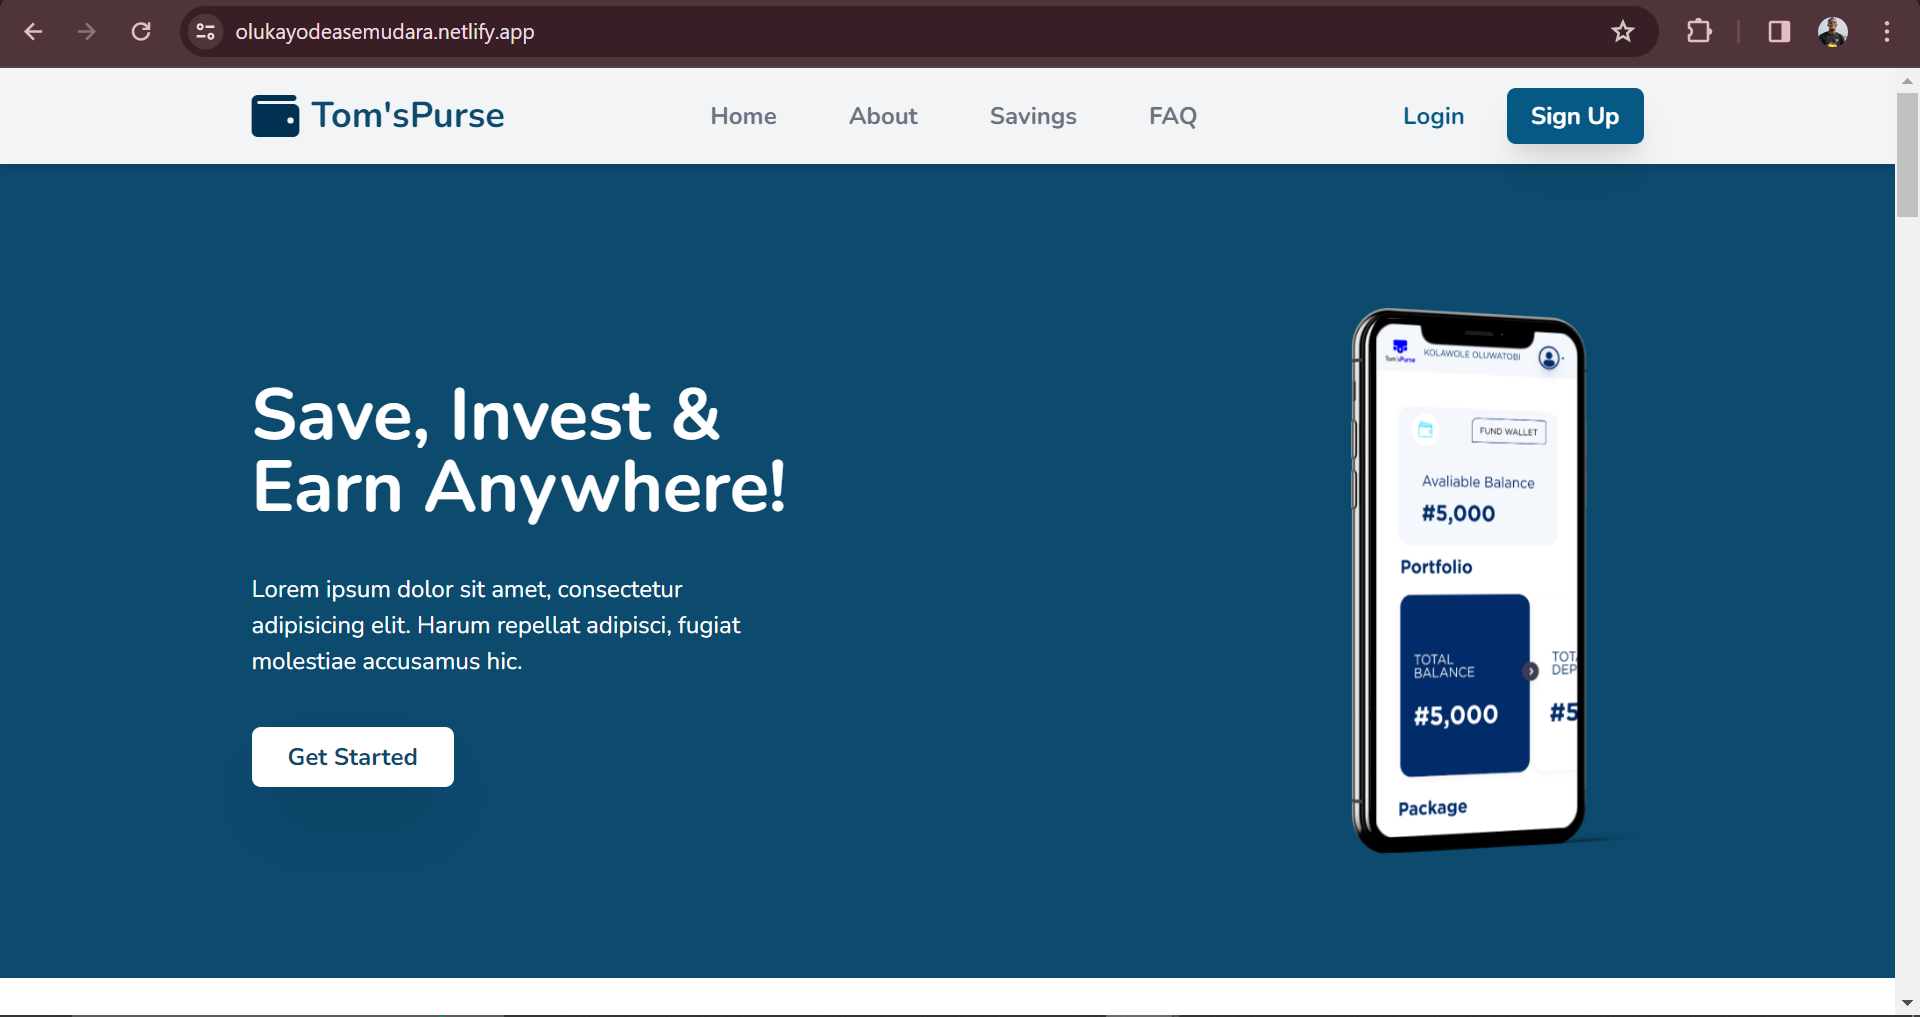 olukayodeasemudara.netlify.app
Tom'sPurse
Home
About
Savings
FAQ
Login
Sign Up
Save, Invest &
Earn Anywhere!
Lorem ipsum dolor sit amet, consectetur
adipisicing elit. Harum repellat adipisci, fugiat
molestiae accusamus hic.
Get Started
Tom'sPurse
KOLAWOLE OLUWATOBI
FUND WALLET
Avaliable Balance
#5,000
Portfolio
TOTAL
BALANCE
#5,000
TOT
DEP
#5
Package